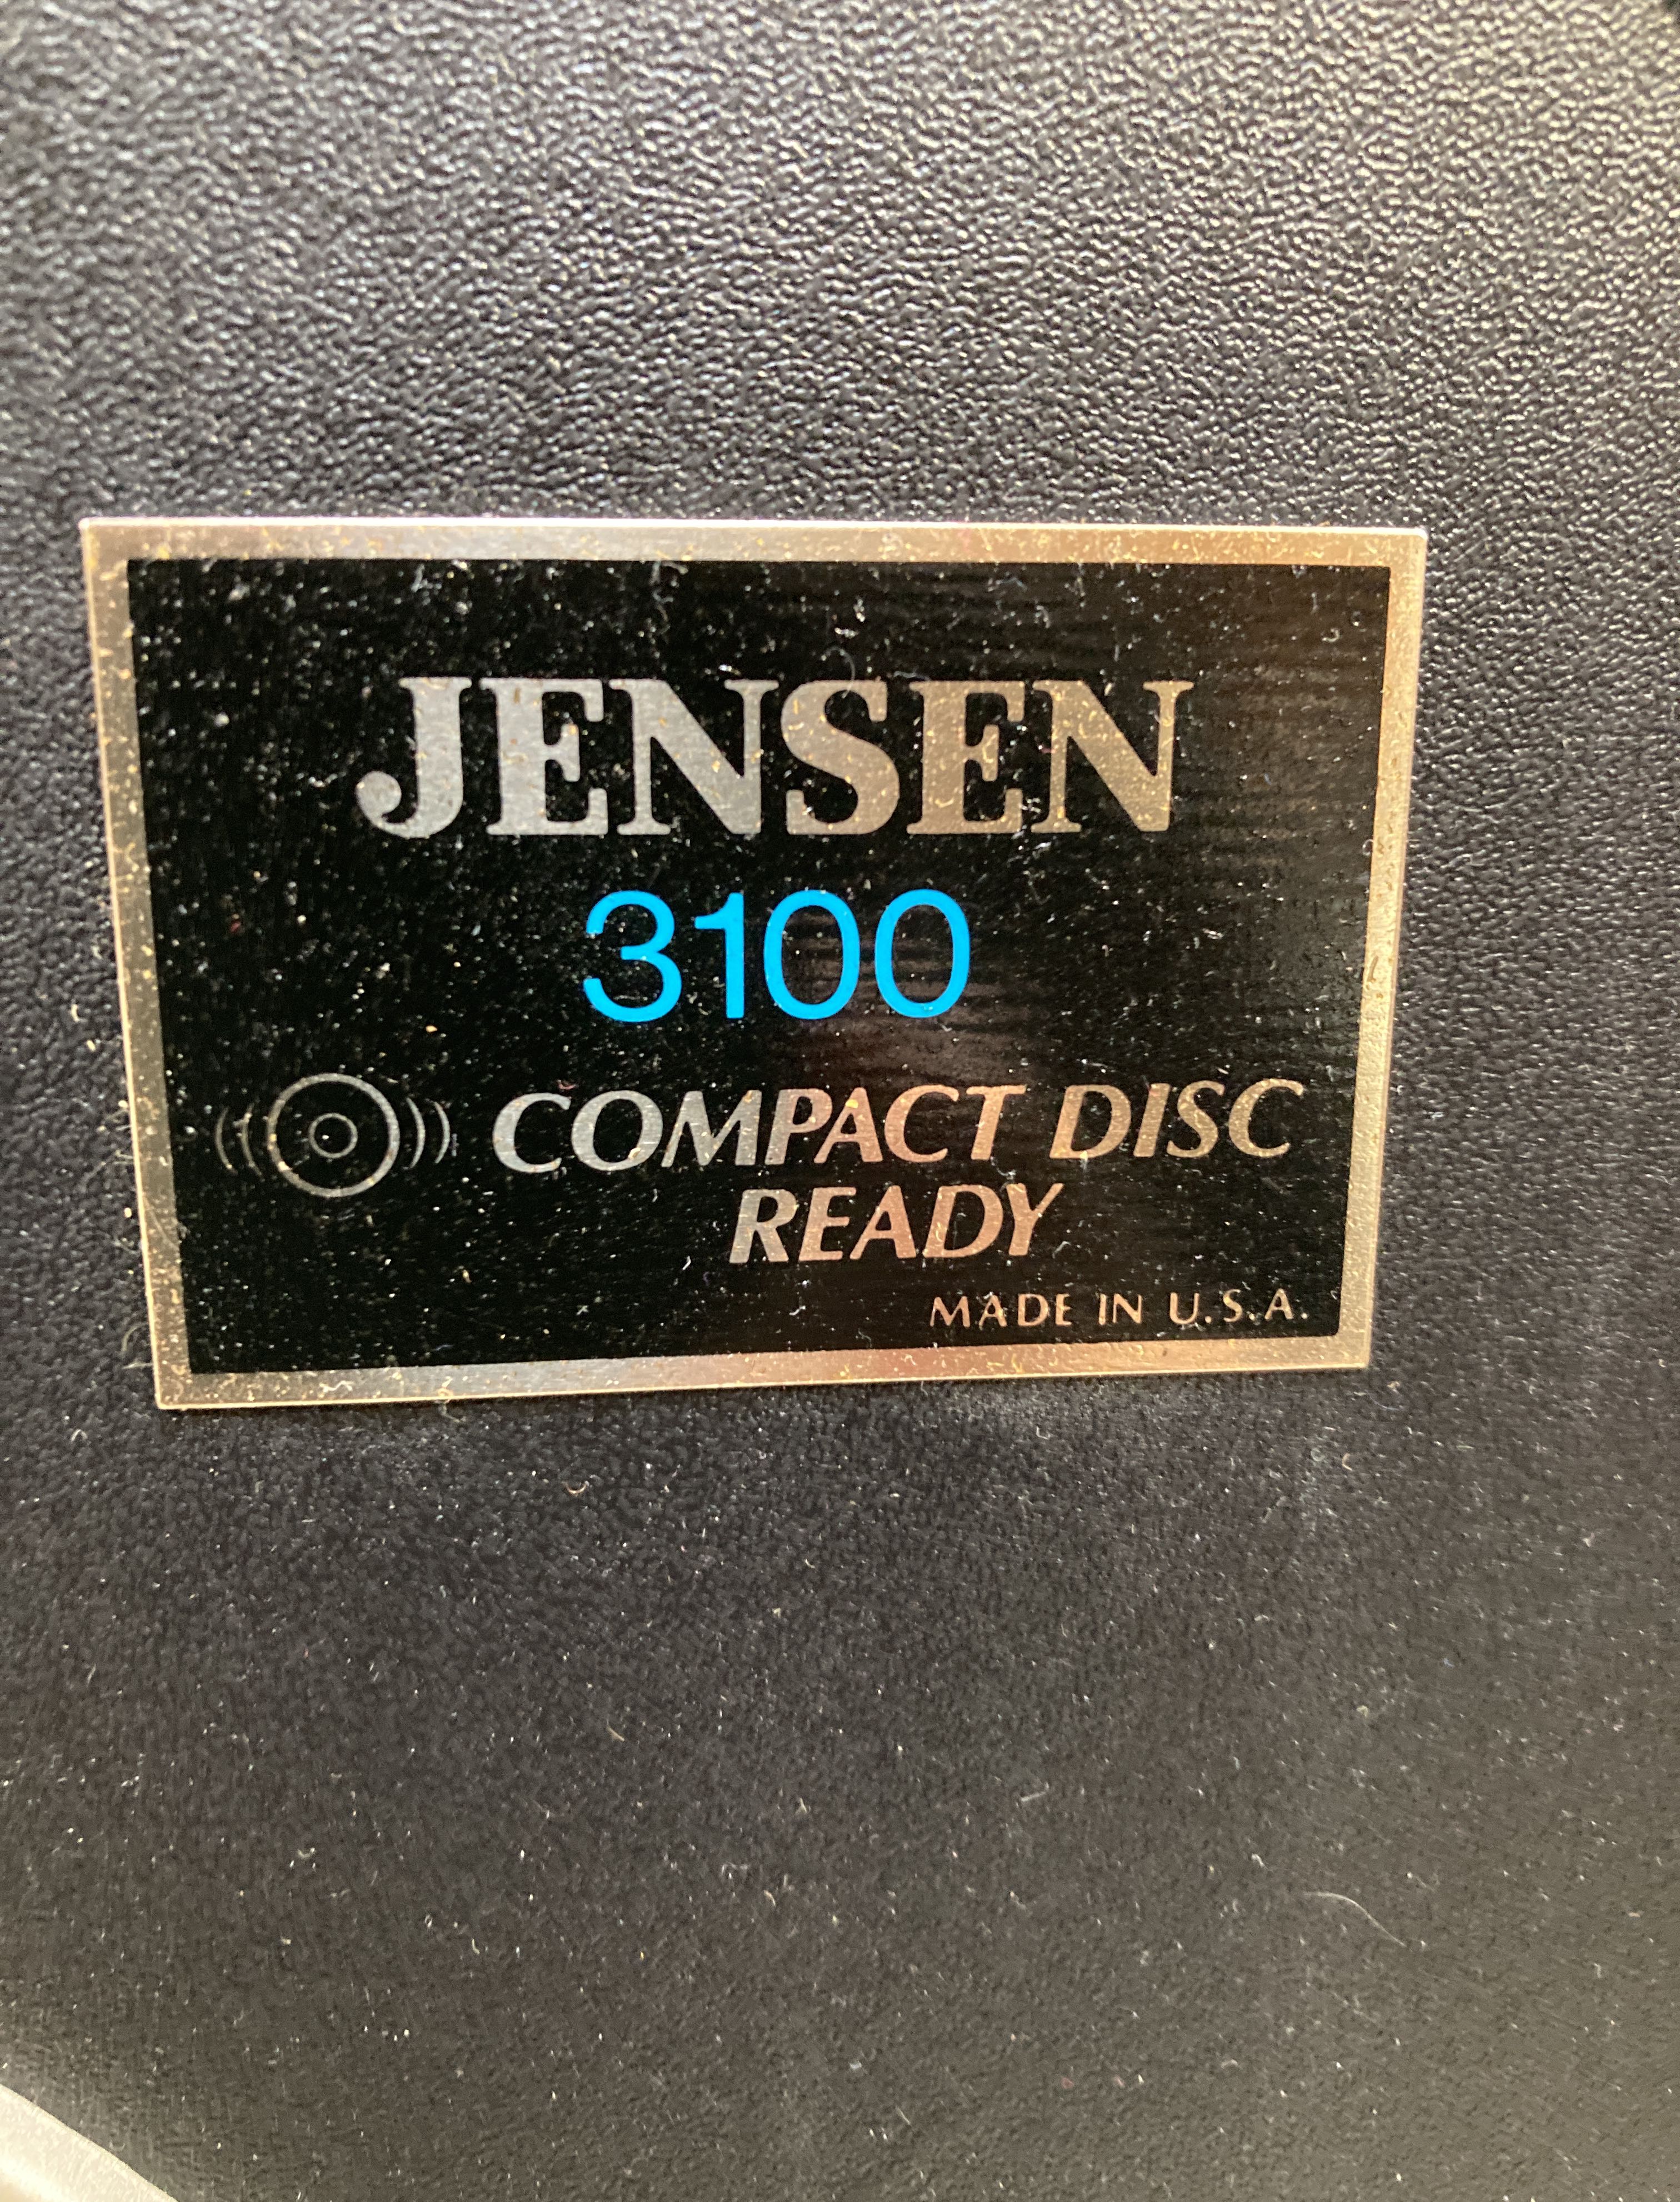 JENSEN
3100
COMPACT DISC
READY
MADE IN U.S.A.